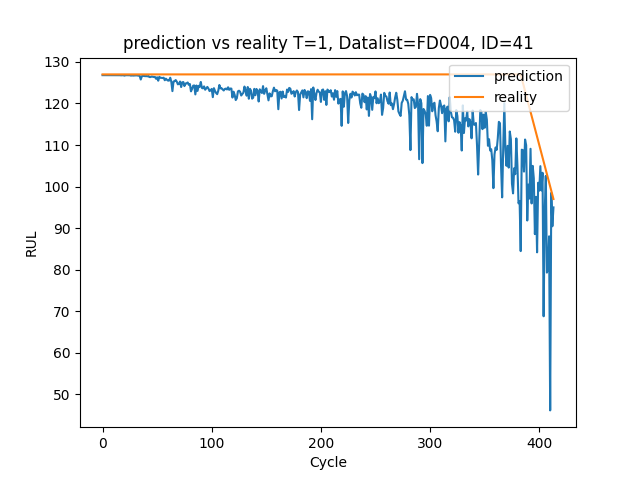 prediction vs reality T=1, Datalist=FD004, ID=41
130
120
110
100
90
80
70
60
50
RUL
prediction
reality
0 100 200 300 400
Cycle